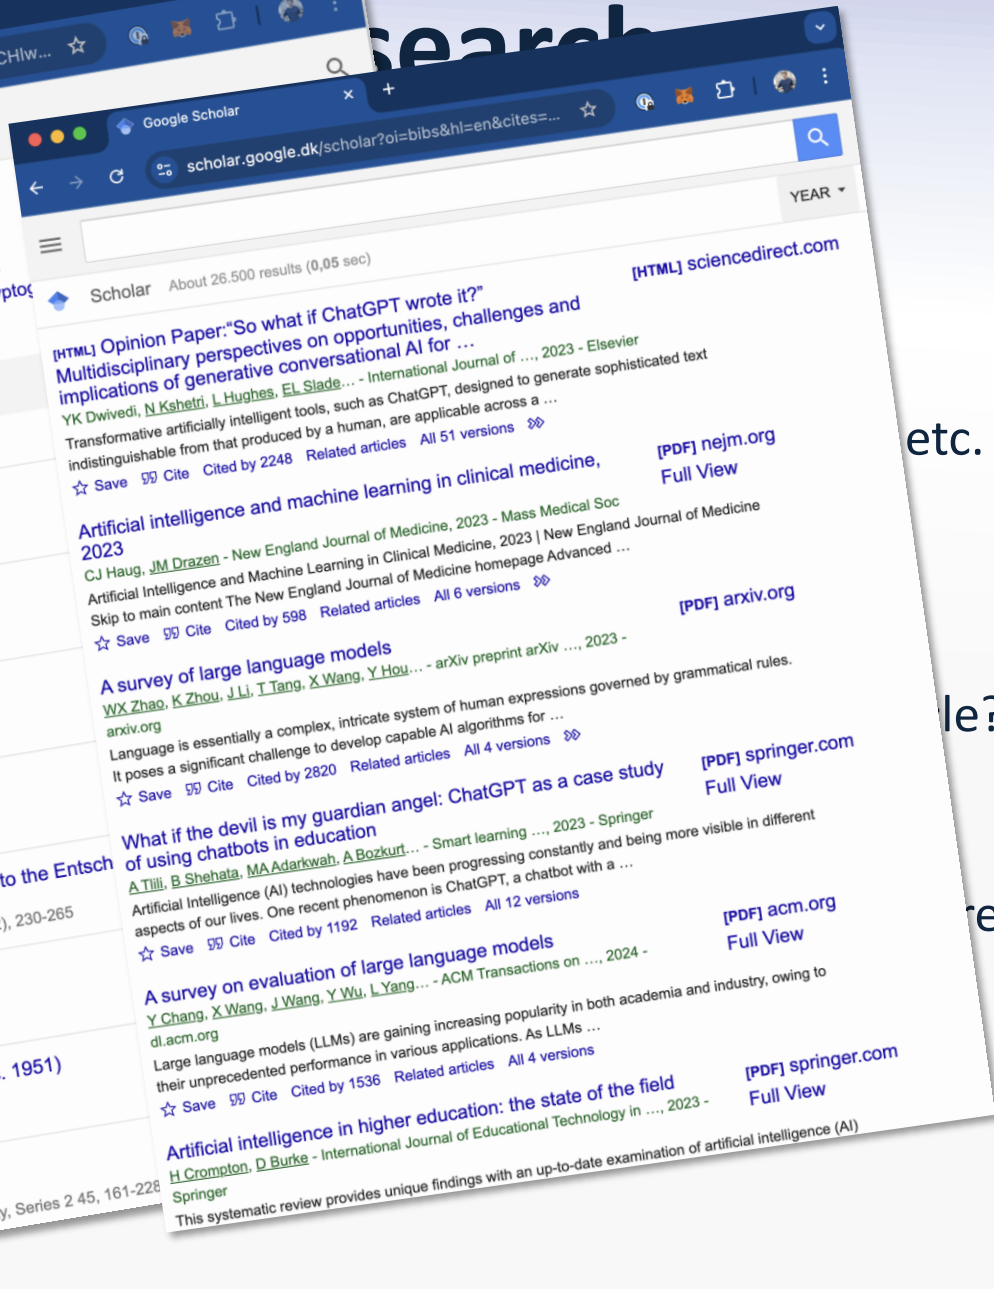 search
CHIw...
Google Scholar
scholar.google.dk/scholar?oi=bibs&hl=en&cites=...
YEAR
Scholar About 26.500 results (0,05 sec)
[HTML] Opinion Paper:“So what if ChatGPT wrote it?”
Multidisciplinary perspectives on opportunities, challenges and
implications of generative conversational AI for …
[HTML] sciencedirect.com
YK Dwivedi, N Kshetri, L Hughes, EL Slade… - International Journal of …, 2023 - Elsevier
Transformative artificially intelligent tools, such as ChatGPT, designed to generate sophisticated text
indistinguishable from that produced by a human, are applicable across a …
Save Cite Cited by 2248 Related articles All 51 versions
Artificial intelligence and machine learning in clinical medicine,
2023
[PDF] nejm.org
Full View
CJ Haug, JM Drazen - New England Journal of Medicine, 2023 - Mass Medical Soc
Artificial Intelligence and Machine Learning in Clinical Medicine, 2023 | New England Journal of Medicine
Skip to main content The New England Journal of Medicine homepage Advanced …
Save Cite Cited by 598 Related articles All 6 versions
A survey of large language models
[PDF] arxiv.org
WX Zhao, K Zhou, J Li, T Tang, X Wang, Y Hou… - arXiv preprint arXiv …, 2023 -
arxiv.org
Language is essentially a complex, intricate system of human expressions governed by grammatical rules.
It poses a significant challenge to develop capable AI algorithms for …
Save Cite Cited by 2820 Related articles All 4 versions
What if the devil is my guardian angel: ChatGPT as a case study
of using chatbots in education
[PDF] springer.com
Full View
A Tlili, B Shehata, MA Adarkwah, A Bozkurt… - Smart learning …, 2023 - Springer
Artificial Intelligence (AI) technologies have been progressing constantly and being more visible in different
aspects of our lives. One recent phenomenon is ChatGPT, a chatbot with a …
Save Cite Cited by 1192 Related articles All 12 versions
A survey on evaluation of large language models
[PDF] acm.org
Full View
Y Chang, X Wang, J Wang, Y Wu, L Yang… - ACM Transactions on …, 2024 -
dl.acm.org
Large language models (LLMs) are gaining increasing popularity in both academia and industry, owing to
their unprecedented performance in various applications. As LLMs …
Save Cite Cited by 1536 Related articles All 4 versions
Artificial intelligence in higher education: the state of the field
[PDF] springer.com
Full View
H Crompton, D Burke - International Journal of Educational Technology in …, 2023 -
Springer
This systematic review provides unique findings with an up-to-date examination of artificial intelligence (AI)
ptog
to the Entsch
), 230-265
. 1951)
y, Series 2 45, 161-228
etc.
le?
re